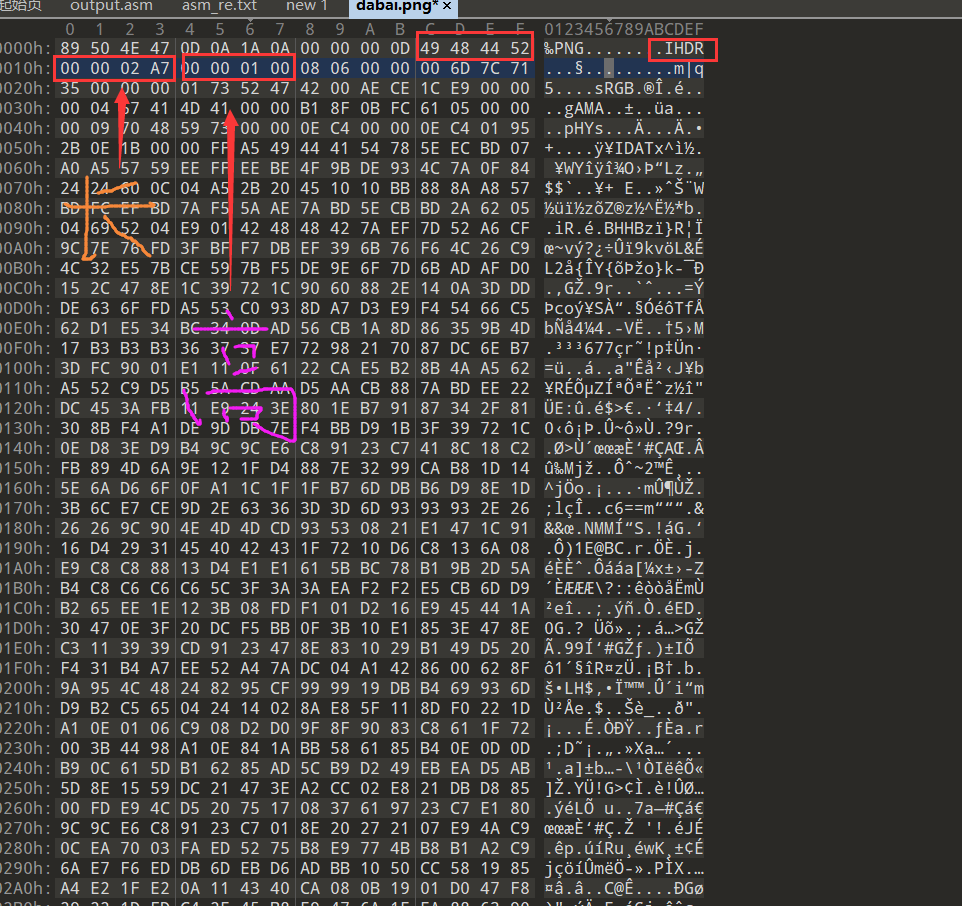 起始页 output.asm asm_re.txt new 1 dabai.png*
0 1 2 3 4 5 6 7 8 9 A B C D E F 0123456789ABCDEF
0000h: 89 50 4E 47 0D 0A 1A 0A 00 00 00 0D 49 48 44 52 ‰PNG........IHDR
0010h: 00 00 02 A7 00 00 01 00 08 06 00 00 00 6D 7C 71 ...§.........m|q
0020h: 35 00 00 00 01 73 52 47 42 00 AE CE 1C E9 00 00 5....sRGB.®Î.é..
0030h: 00 04 67 41 4D 41 00 00 B1 8F 0B FC 61 05 00 00 ..gAMA..±..üa...
0040h: 00 09 70 48 59 73 00 00 0E C4 00 00 0E C4 01 95 ..pHYs...Ä...Ä.•
0050h: 2B 0E 1B 00 00 FF A5 49 44 41 54 78 5E EC BD 07 +....ÿ¥IDATx^ì½.
0060h: A0 A5 57 59 EE FF EE BE 4F 9B DE 93 4C 7A 0F 84 ¥WYîÿî¾O›Þ“Lz.„
0070h: 24 24 60 0C 04 A5 2B 20 45 10 10 BB 88 8A A8 57 $$`..¥+ E..»ˆŠ¨W
0080h: BD FC EF BD 7A F5 5A AE 7A BD 5E CB BD 2A 62 05 ½üï½zõZ®z½^Ë½*b.
0090h: 04 69 52 04 E9 01 42 48 48 42 7A EF 7D 52 A6 CF .iR.é.BHHBzï}R¦Ï
00A0h: 9C 7E 76 FD 3F BF F7 DB EF 39 6B 76 F6 4C 26 C9 œ~vý?¿÷Ûï9kvöL&É
00B0h: 4C 32 E5 7B CE 59 7B F5 DE 9E 6F 7D 6B AD AF D0 L2å{ÎY{õÞžo}k­¯Ð
00C0h: 15 2C 47 8E 1C 39 72 1C 90 60 88 2E 14 0A 3D DD .,GŽ.9r..`ˆ...=Ý
00D0h: DE 63 6F FD A5 53 C0 93 8D A7 D3 E9 F4 54 66 C5 Þcoý¥SÀ“.§ÓéôTfÅ
00E0h: 62 D1 E5 34 BC 34 0D AD 56 CB 1A 8D 86 35 9B 4D bÑå4¼4.­VË..†5›M
00F0h: 17 B3 B3 B3 36 37 37 E7 72 98 21 70 87 DC 6E B7 .³³³677çr˜!p‡Ün·
0100h: 3D FC 90 01 E1 11 0F 61 22 CA E5 B2 8B 4A A5 62 =ü..á..a"Êå²‹J¥b
0110h: A5 52 C9 D5 B5 5A CD AA D5 AA CB 88 7A BD EE 22 ¥RÉÕµZÍªÕªËˆz½î"
0120h: DC 45 3A FB 11 E9 24 3E 80 1E B7 91 87 34 2F 81 ÜE:û.é$>€.·‘‡4/.
0130h: 30 8B F4 A1 DE 9D DB 7E F4 BB D9 1B 3F 39 72 1C 0‹ô¡Þ.Û~ô»Ù.?9r.
0140h: 0E D8 3E D9 B4 9C 9C E6 C8 91 23 C7 41 8C 18 C2 .Ø>Ù´œœæÈ‘#ÇAŒ.Â
0150h: FB 89 4D 6A 9E 12 1F D4 88 7E 32 99 CA B8 1D 14 û‰Mjž..Ôˆ~2™Ê¸..
0160h: 5E 6A D6 6F 0F A1 1C 1F 1F B7 6D DB B6 D9 8E 1D ^jÖo.¡...·mÛ¶ÙŽ.
0170h: 3B 6C E7 CE 9D 2E 63 36 3D 3D 6D 93 93 93 2E 26 ;lçÎ..c6==m“““.&
0180h: 26 26 9C 90 4E 4D 4D CD 93 53 08 21 E1 47 1C 91 &&œ.NMMÍ“S.!áG.‘
0190h: 16 D4 29 31 45 40 42 43 1F 72 10 D6 C8 13 6A 08 .Ô)1E@BC.r.ÖÈ.j.
01A0h: E9 C8 C8 88 13 D4 E1 E1 61 5B BC 78 B1 9B 2D 5A éÈÈˆ.Ôááa[¼x±›-Z
01B0h: B4 C8 C6 C6 C6 5C 3F 3A 3A EA F2 F2 E5 CB 6D D9 ´ÈÆÆÆ\?::êòòåËmÙ
01C0h: B2 65 EE 1E 12 3B 08 FD F1 01 D2 16 E9 45 44 1A ²eî..;.ýñ.Ò.éED.
01D0h: 30 47 0E 3F 20 DC F5 BB 0F 3B 10 E1 85 3E 47 8E 0G.? Üõ».;.á…>GŽ
01E0h: C3 11 39 39 CD 91 23 47 8E 83 10 29 B1 49 D5 20 Ã.99Í‘#GŽƒ.)±IÕ
01F0h: F4 31 B4 A7 EE 52 A4 7A DC 04 A1 42 86 00 62 8F ô1´§îR¤zÜ.¡B†.b.
0200h: 9A 95 4C 48 24 82 95 CF 99 99 19 DB B4 69 93 6D š•LH$‚•Ï™™.Û´i“m
0210h: D9 B2 C5 65 04 24 14 02 8A E8 5F 11 8D F0 22 1D Ù²Åe.$..Šè_..ð".
0220h: A1 0E 01 06 C9 08 D2 D0 9F 8F 90 83 C8 61 1F 72 ¡...É.ÒÐŸ..ƒÈa.r
0230h: 00 3B 44 98 A1 0E 84 1A BB 58 61 85 B4 0E 0D 0D .;D˜¡.„.»Xa…´...
0240h: B9 0C 61 5D B1 62 85 AD 5C B9 D2 49 EB EA D5 AB ¹.a]±b…­\¹ÒIëêÕ«
0250h: 5D 8E 15 59 DC 21 47 3E A2 CC 02 E8 21 DB D8 85 ]Ž.YÜ!G>¢Ì.è!ÛØ…
0260h: 00 FD E9 4C D5 20 75 17 08 37 61 97 23 C7 E1 80 .ýéLÕ u..7a—#Çá€
0270h: 9C 9C E6 C8 91 23 C7 01 8E 20 27 21 07 E9 4A C9 œœæÈ‘#Ç.Ž '!.éJÉ
0280h: 0C EA 70 03 FA ED 52 75 B8 E9 77 4B B8 B1 A2 C9 .êp.úíRu¸éwK¸±¢É
0290h: 6A E7 F6 ED DB 6D EB D6 AD BB 10 50 CC 58 19 85 jçöíÛmëÖ­».PÌX.…
02A0h: A4 E2 1F E2 0A 11 43 40 CA 08 0B 19 01 D0 47 F8 ¤â.â..C@Ê....ÐGø
长
高